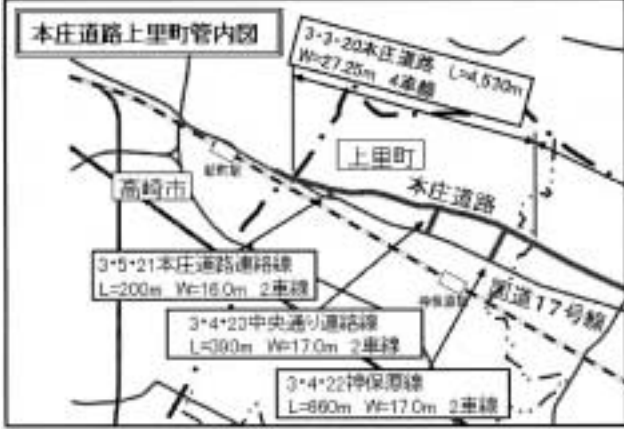 本庄道路上里町管内図
3・3・20本庄道路 L=4,530m
W=27.25m 4車線
上里町
高崎市
新町駅
本庄道路
3・5・21本庄道路連絡線
L=200m W=16.0m 2車線
神保原駅
国道17号線
3・4・23中央通り連絡線
L=390m W=17.0m 2車線
3・4・22神保原線
L=660m W=17.0m 2車線